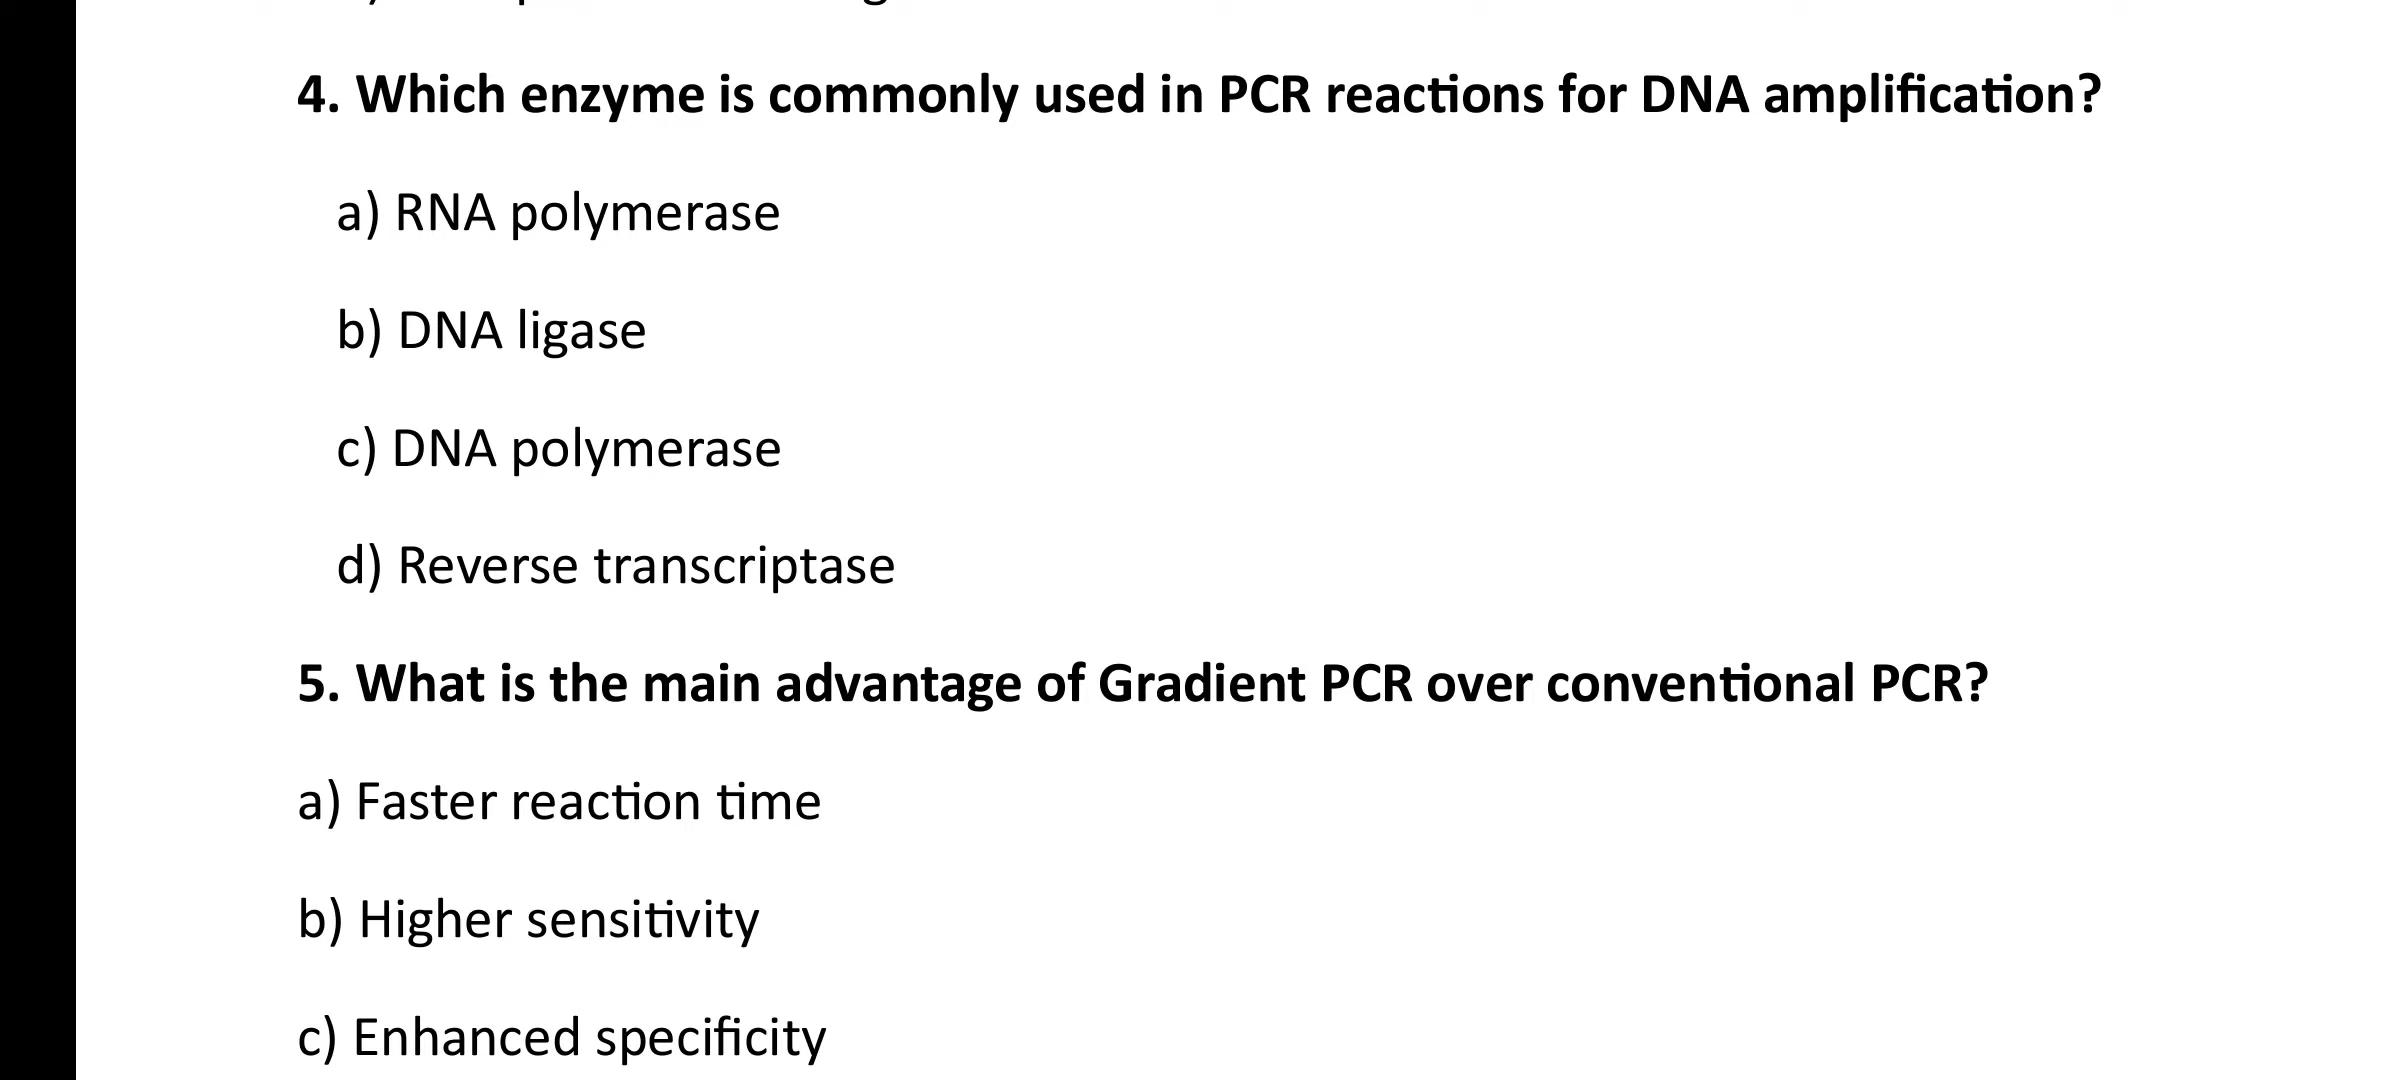 4. Which enzyme is commonly used in PCR reactions for DNA amplification?
a) RNA polymerase
b) DNA ligase
c) DNA polymerase
d) Reverse transcriptase
5. What is the main advantage of Gradient PCR over conventional PCR?
a) Faster reaction time
b) Higher sensitivity
c) Enhanced specificity